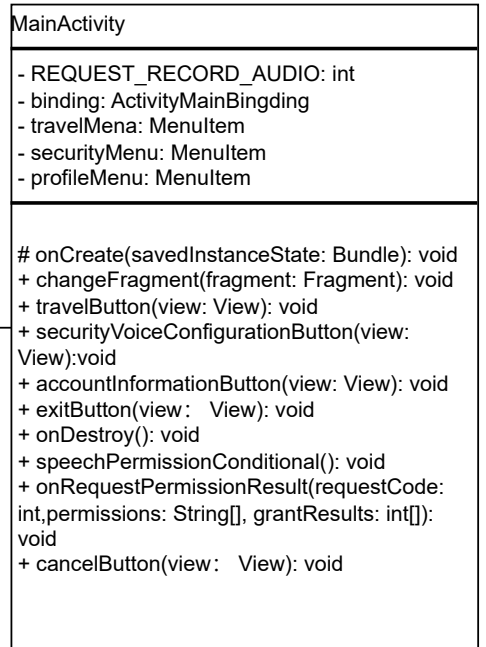 MainActivity
- REQUEST_RECORD_AUDIO: int
- binding: ActivityMainBingding
- travelMena: MenuItem
- securityMenu: MenuItem
- profileMenu: MenuItem
# onCreate(savedInstanceState: Bundle): void
+ changeFragment(fragment: Fragment): void
+ travelButton(view: View): void
+ securityVoiceConfigurationButton(view:
View):void
+ accountInformationButton(view: View): void
+ exitButton(view： View): void
+ onDestroy(): void
+ speechPermissionConditional(): void
+ onRequestPermissionResult(requestCode:
int,permissions: String[], grantResults: int[]):
void
+ cancelButton(view： View): void